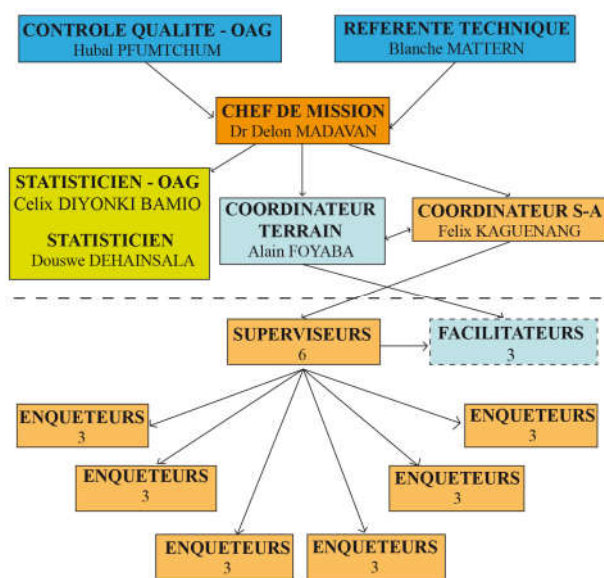 CONTROLE QUALITE - OAG
Hubal PFUMTCHUM
REFERENTE TECHNIQUE
Blanche MATTERN
CHEF DE MISSION
Dr Delon MADAVAN
STATISTICIEN - OAG
Celix DIYONKI BAMIO
STATISTICIEN
Douswe DEHAINSALA
COORDINATEUR
TERRAIN
Alain FOYABA
COORDINATEUR S-A
Felix KAGUENANG
SUPERVISEURS
6
FACILITATEURS
3
ENQUETEURS
3
ENQUETEURS
3
ENQUETEURS
3
ENQUETEURS
3
ENQUETEURS
3
ENQUETEURS
3